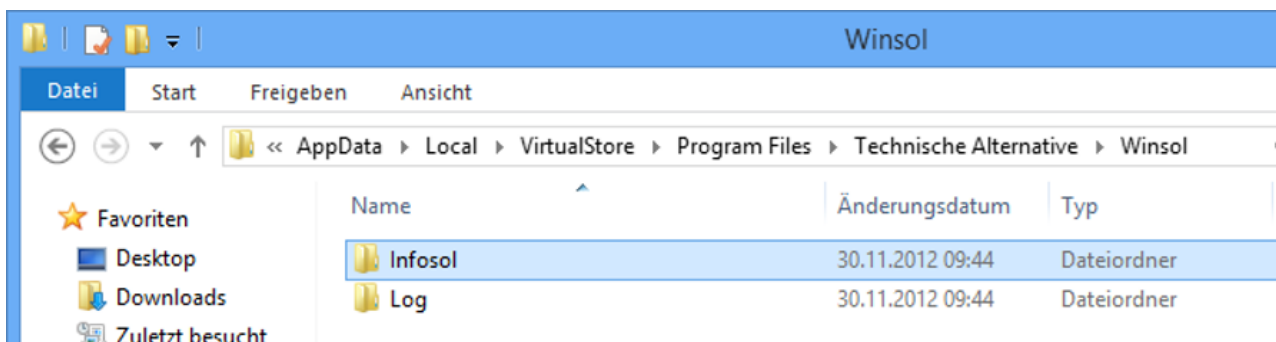 Winsol
Datei Start Freigeben Ansicht
« AppData Local VirtualStore Program Files Technische Alternative Winsol
Name Änderungsdatum Typ
Favoriten
Desktop
Infosol 30.11.2012 09:44 Dateiordner
Downloads
Log 30.11.2012 09:44 Dateiordner
Zuletzt besucht